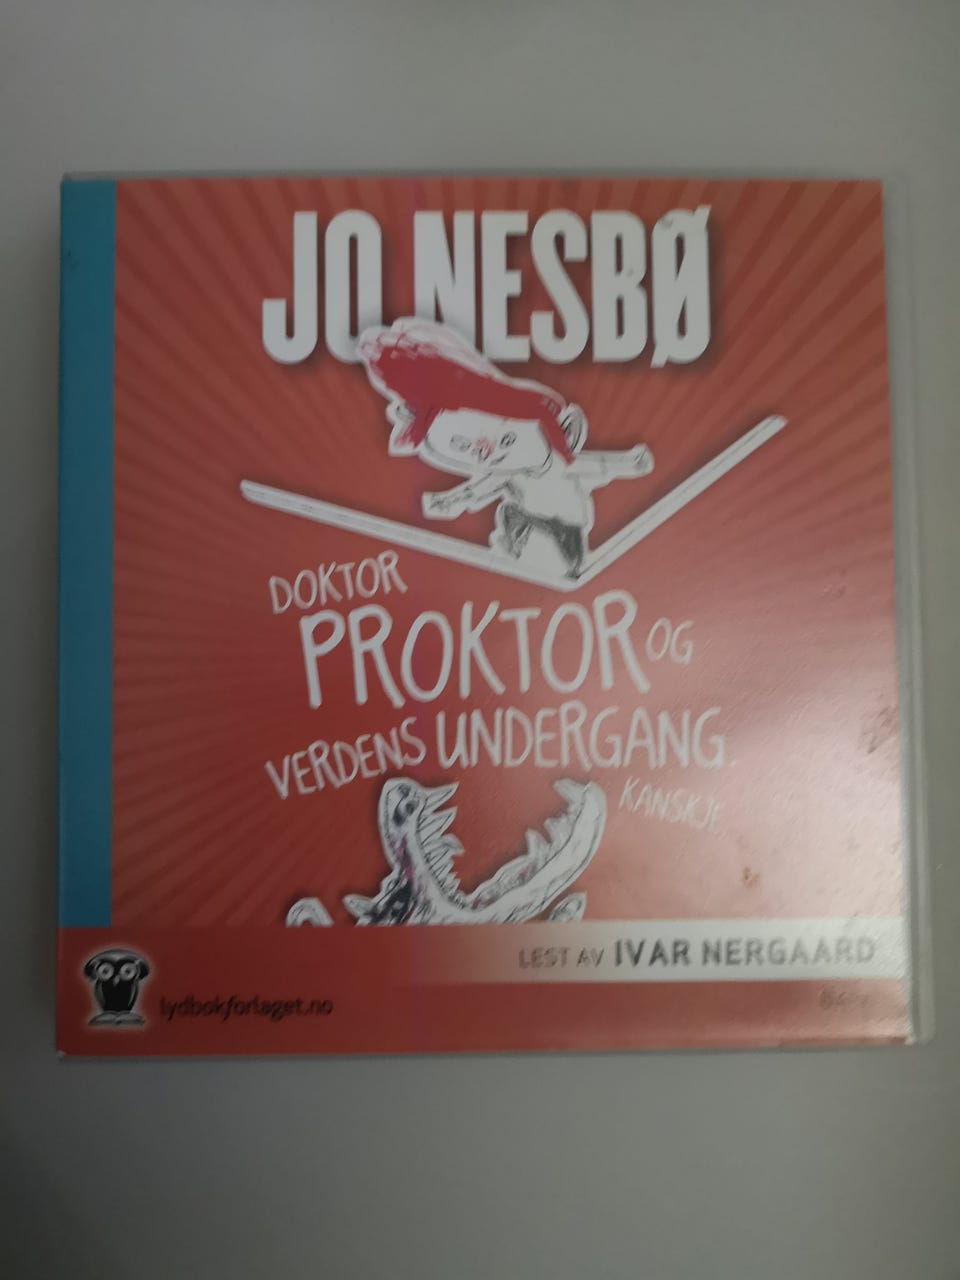 JO NESBØ
DOKTOR
PROKTOR OG
VERDENS UNDERGANG.
KANSKJE
LEST AV IVAR NERGAARD
lydbokforlaget.no